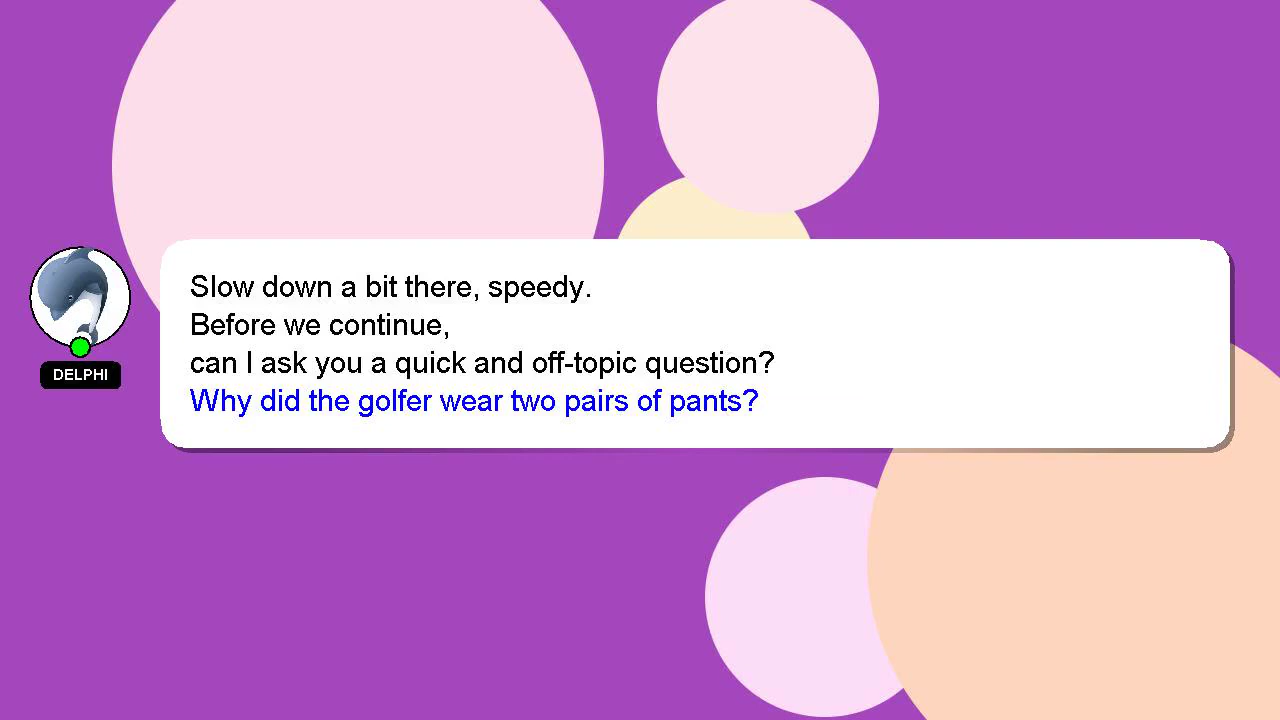 Slow down a bit there, speedy.
Before we continue,
can I ask you a quick and off-topic question?
Why did the golfer wear two pairs of pants?
DELPHI